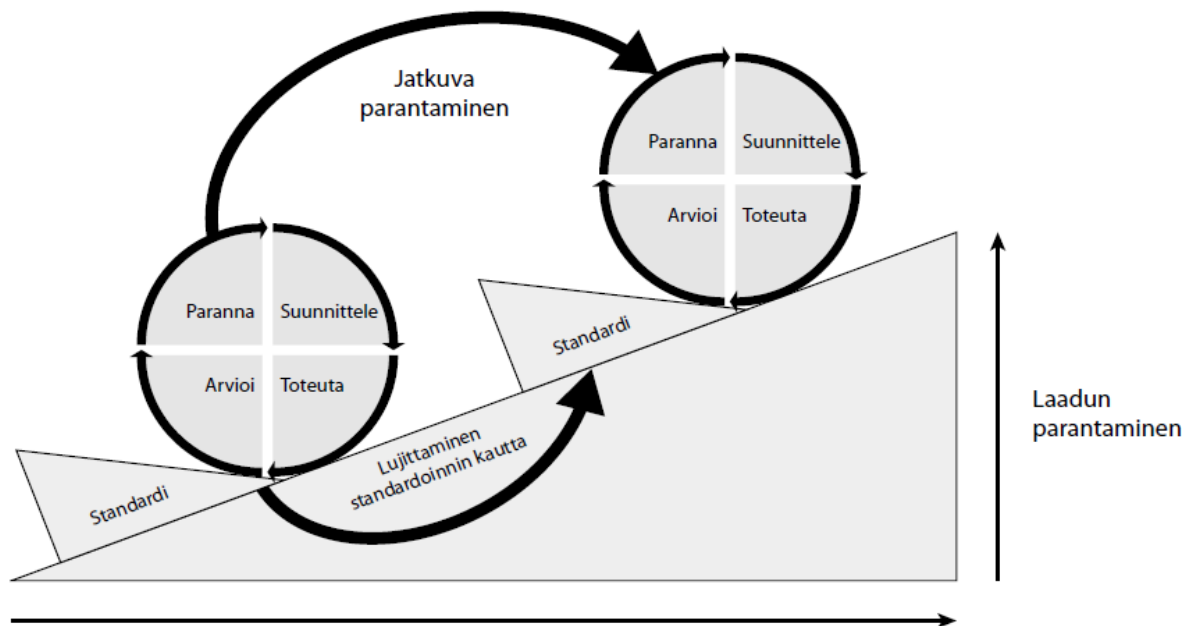 Jatkuva
parantaminen
Paranna Suunnittele
Arvioi Toteuta
Paranna Suunnittele
Arvioi Toteuta
Standardi
Standardi
Lujittaminen
standardoinnin kautta
Laadun
parantaminen